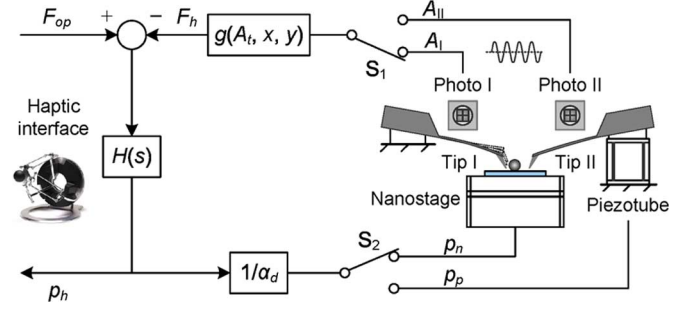 F_op + − F_h g(A_t, x, y) S_1 A_II
A_I
Photo I Photo II
Haptic
interface
H(s)
Tip I Tip II
Nanostage
Piezotube
S_2 p_n
1/α_d
p_p
p_h